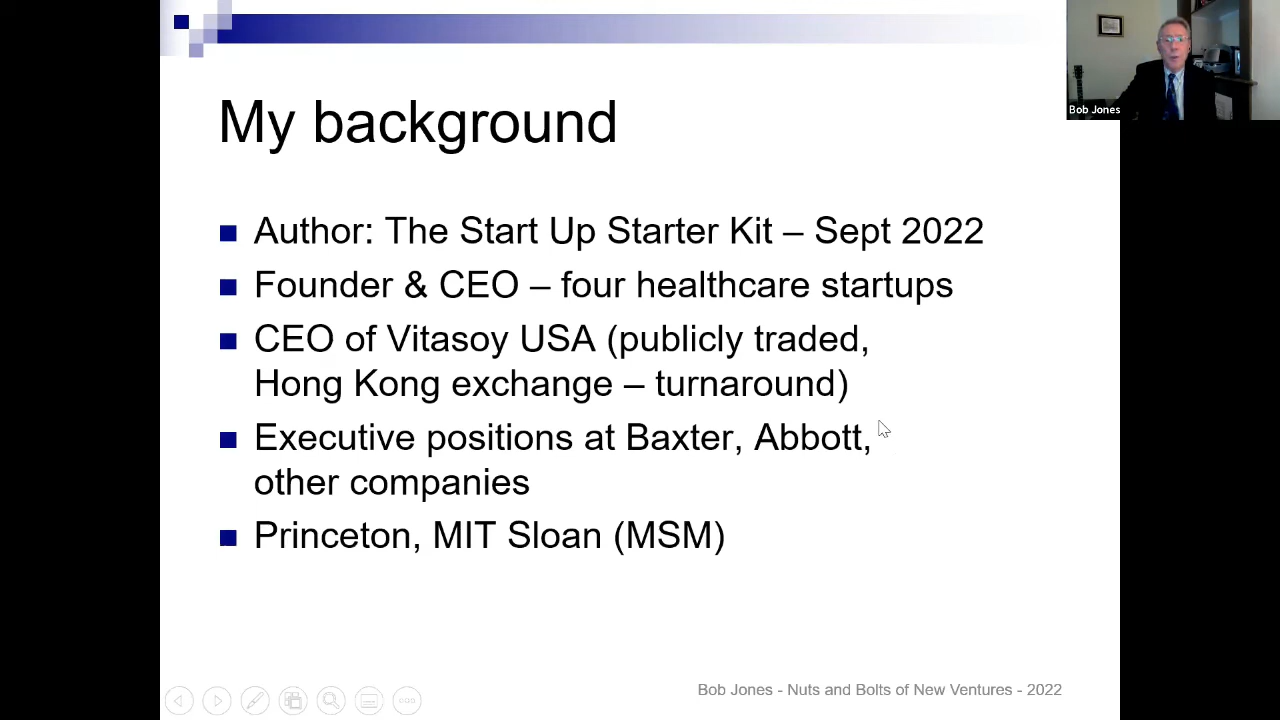 Bob Jones
My background
Author: The Start Up Starter Kit – Sept 2022
Founder & CEO – four healthcare startups
CEO of Vitasoy USA (publicly traded,
Hong Kong exchange – turnaround)
Executive positions at Baxter, Abbott,
other companies
Princeton, MIT Sloan (MSM)
Bob Jones - Nuts and Bolts of New Ventures - 2022